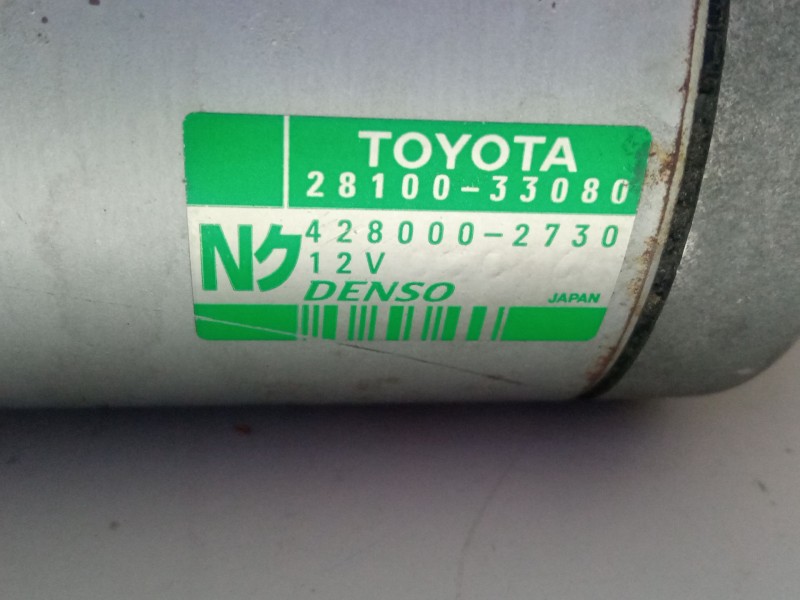 TOYOTA
28100-33080
Nク
428000-2730
12V
DENSO
JAPAN